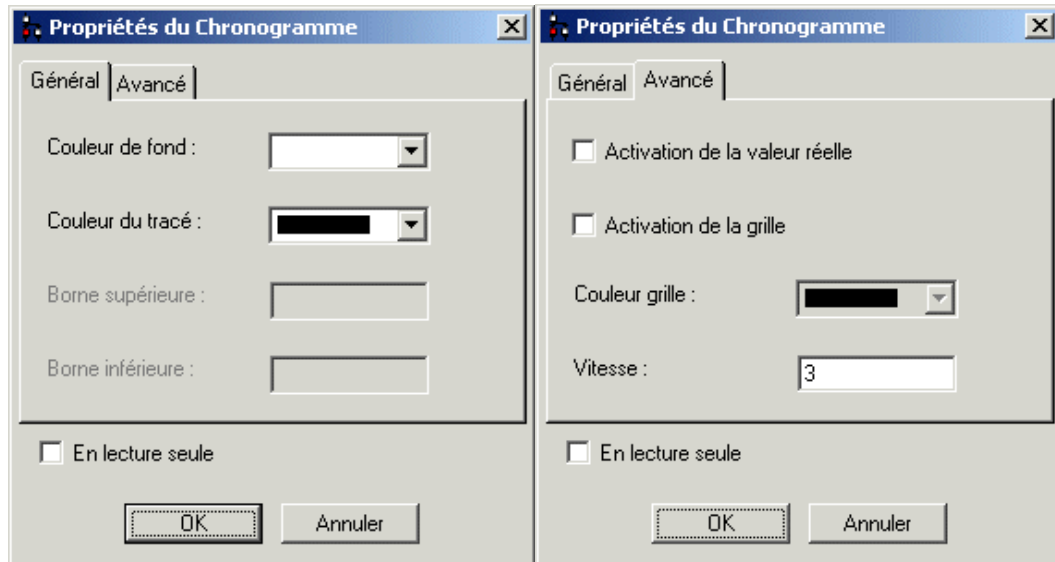 Propriétés du Chronogramme
Général Avancé
Couleur de fond :
Couleur du tracé :
Borne supérieure :
Borne inférieure :
En lecture seule
OK Annuler
Propriétés du Chronogramme
Général Avancé
Activation de la valeur réelle
Activation de la grille
Couleur grille :
Vitesse : 3
En lecture seule
OK Annuler